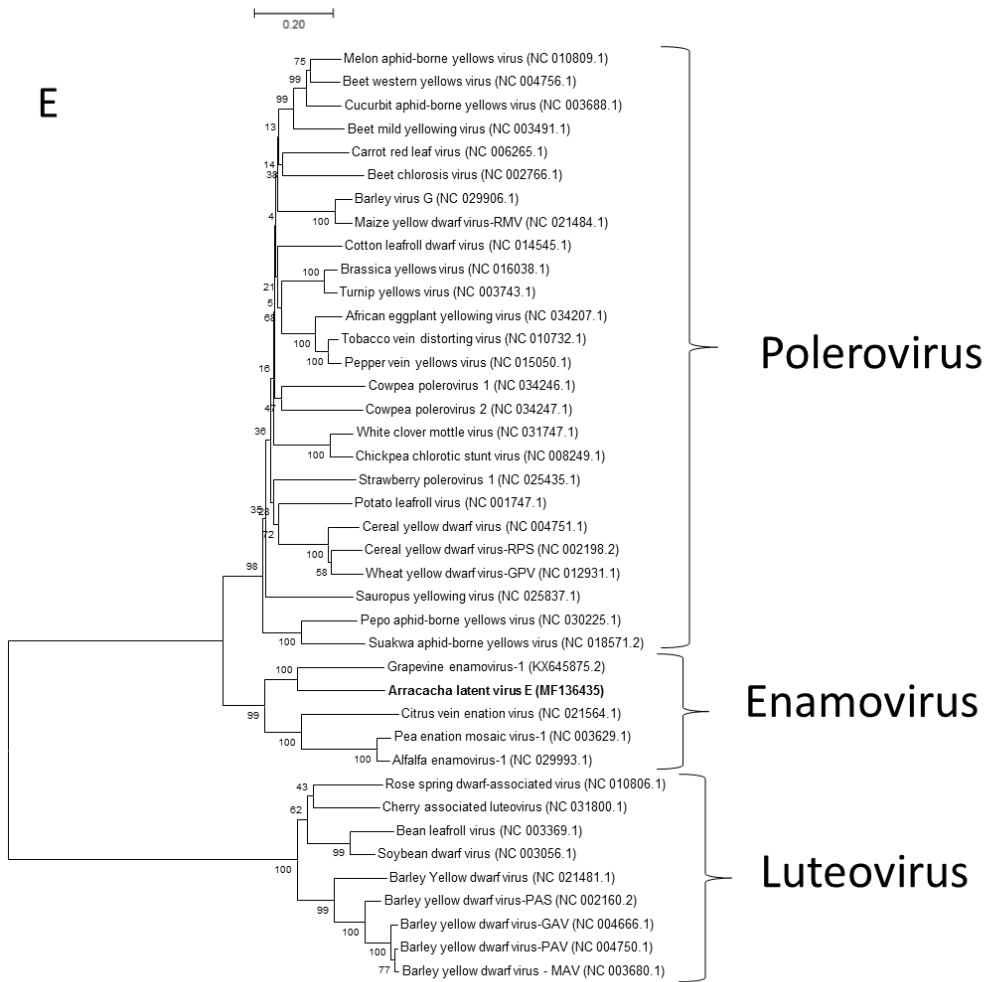 0.20
E
75
Melon aphid-borne yellows virus (NC 010809.1)
99
Beet western yellows virus (NC 004756.1)
99
Cucurbit aphid-borne yellows virus (NC 003688.1)
13
Beet mild yellowing virus (NC 003491.1)
14
Carrot red leaf virus (NC 006265.1)
38
Beet chlorosis virus (NC 002766.1)
Barley virus G (NC 029906.1)
4
100
Maize yellow dwarf virus-RMV (NC 021484.1)
Cotton leafroll dwarf virus (NC 014545.1)
100
Brassica yellows virus (NC 016038.1)
21
Turnip yellows virus (NC 003743.1)
5
68
African eggplant yellowing virus (NC 034207.1)
100
Tobacco vein distorting virus (NC 010732.1)
Polerovirus
100
Pepper vein yellows virus (NC 015050.1)
16
Cowpea polerovirus 1 (NC 034246.1)
47
Cowpea polerovirus 2 (NC 034247.1)
36
White clover mottle virus (NC 031747.1)
100
Chickpea chlorotic stunt virus (NC 008249.1)
Strawberry polerovirus 1 (NC 025435.1)
Potato leafroll virus (NC 001747.1)
35
Cereal yellow dwarf virus (NC 004751.1)
72
100
Cereal yellow dwarf virus-RPS (NC 002198.2)
98
58
Wheat yellow dwarf virus-GPV (NC 012931.1)
Sauropus yellowing virus (NC 025837.1)
Pepo aphid-borne yellows virus (NC 030225.1)
100
Suakwa aphid-borne yellows virus (NC 018571.2)
100
Grapevine enamovirus-1 (KX645875.2)
Arracacha latent virus E (MF136435)
Enamovirus
99
Citrus vein enation virus (NC 021564.1)
100
Pea enation mosaic virus-1 (NC 003629.1)
100
Alfalfa enamovirus-1 (NC 029993.1)
43
Rose spring dwarf-associated virus (NC 010806.1)
62
Cherry associated luteovirus (NC 031800.1)
Bean leafroll virus (NC 003369.1)
99
Soybean dwarf virus (NC 003056.1)
100
Barley Yellow dwarf virus (NC 021481.1)
Luteovirus
99
Barley yellow dwarf virus-PAS (NC 002160.2)
100
Barley yellow dwarf virus-GAV (NC 004666.1)
100
Barley yellow dwarf virus-PAV (NC 004750.1)
77
Barley yellow dwarf virus - MAV (NC 003680.1)